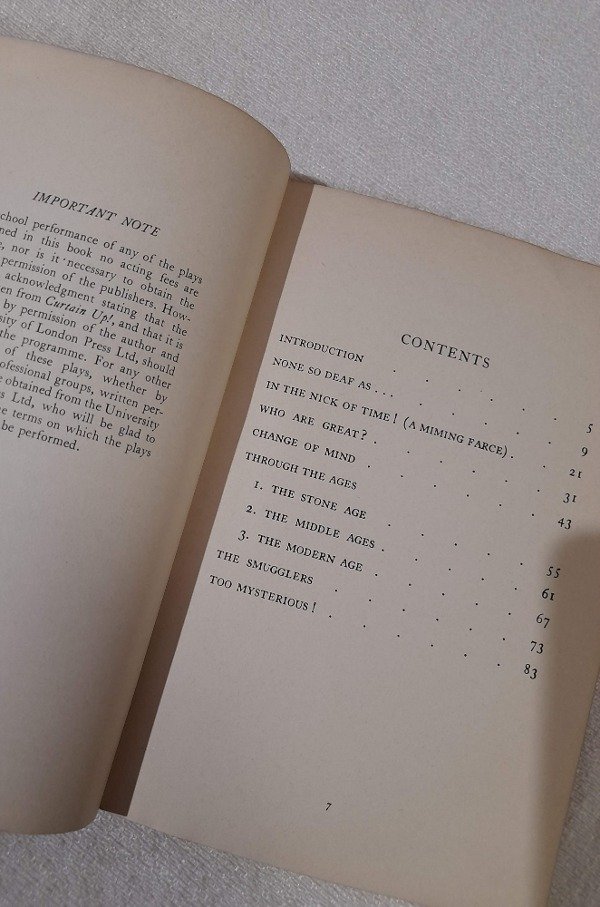 IMPORTANT NOTE
chool performance of any of the plays
ned in this book no acting fees are
, nor is it necessary to obtain the
permission of the publishers. How-
acknowledgment stating that the
en from Curtain Up!, and that it is
by permission of the author and
sity of London Press Ltd, should
the programme. For any other
of these plays, whether by
ofessional groups, written per-
e obtained from the University
s Ltd, who will be glad to
e terms on which the plays
be performed.
CONTENTS
INTRODUCTION . . . . . 5
NONE SO DEAF AS . . . . . . . 9
IN THE NICK OF TIME! (A MIMING FARCE) . . 21
WHO ARE GREAT? . . . . . 31
CHANGE OF MIND . . . . . 43
THROUGH THE AGES
1. THE STONE AGE . . . . 55
2. THE MIDDLE AGES . . . . 61
3. THE MODERN AGE . . . . 67
THE SMUGGLERS . . . . . 73
TOO MYSTERIOUS! . . . . . 83
7